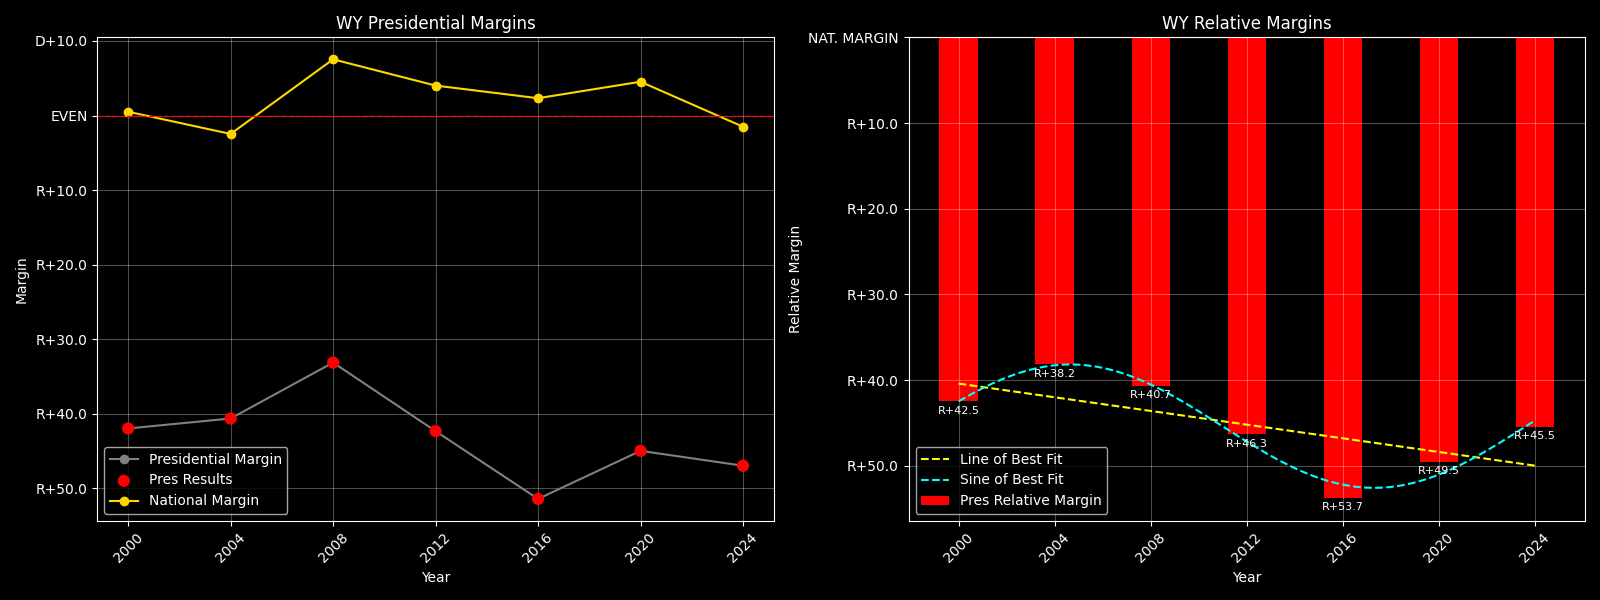 WY Presidential Margins
D+10.0
EVEN
R+10.0
R+20.0
R+30.0
R+40.0
R+50.0
Margin
Presidential Margin
Pres Results
National Margin
2000
2004
2008
2012
2016
2020
2024
Year
WY Relative Margins
NAT. MARGIN
R+10.0
R+20.0
R+30.0
R+40.0
R+50.0
Relative Margin
R+42.5
R+38.2
R+40.7
R+46.3
R+53.7
R+49.5
R+45.5
Line of Best Fit
Sine of Best Fit
Pres Relative Margin
2000
2004
2008
2012
2016
2020
2024
Year